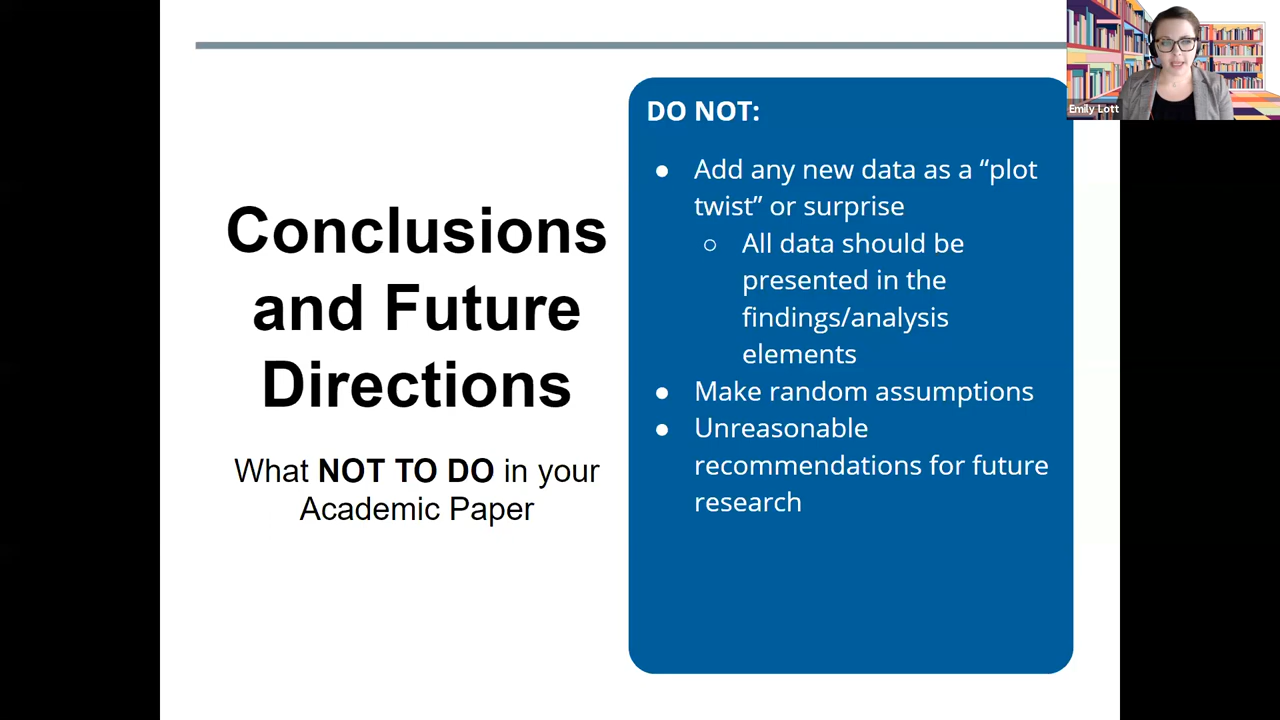 Conclusions
and Future
Directions
What NOT TO DO in your
Academic Paper
DO NOT:
● Add any new data as a “plot
twist” or surprise
○ All data should be
presented in the
findings/analysis
elements
● Make random assumptions
● Unreasonable
recommendations for future
research
Emily Lott